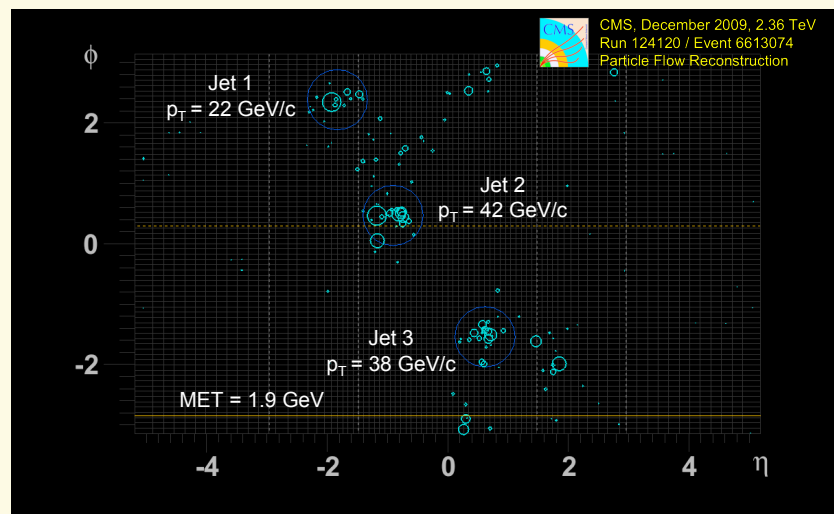 CMS
CMS, December 2009, 2.36 TeV
Run 124120 / Event 6613074
Particle Flow Reconstruction
ϕ
Jet 1
pT = 22 GeV/c
2
Jet 2
pT = 42 GeV/c
0
Jet 3
pT = 38 GeV/c
-2
MET = 1.9 GeV
-4 -2 0 2 4 η